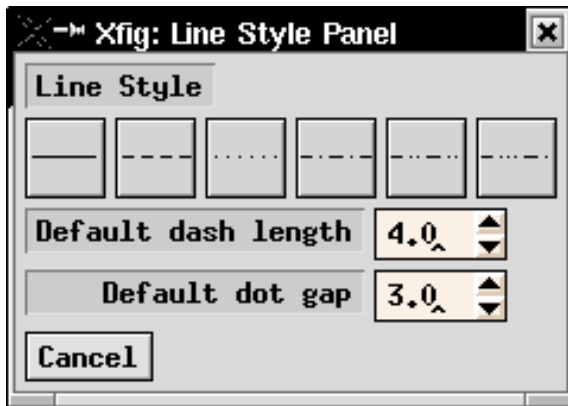 Xfig: Line Style Panel
Line Style
Default dash length 4.0
Default dot gap 3.0
Cancel